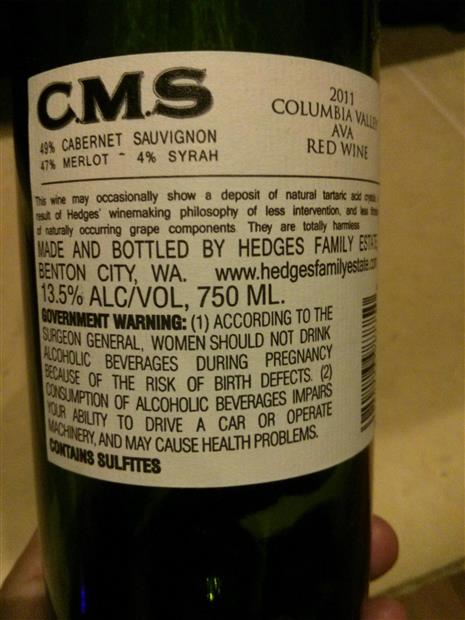 C.M.S
49% CABERNET SAUVIGNON
47% MERLOT - 4% SYRAH
2011
COLUMBIA VALLEY
AVA
RED WINE
This wine may occasionally show a deposit of natural tartaric acid crystals, a
result of Hedges' winemaking philosophy of less intervention, and less
of naturally occurring grape components They are totally harmless
MADE AND BOTTLED BY HEDGES FAMILY ESTATE
BENTON CITY, WA. www.hedgesfamilyestate.com
13.5% ALC/VOL, 750 ML.
GOVERNMENT WARNING: (1) ACCORDING TO THE
SURGEON GENERAL, WOMEN SHOULD NOT DRINK
ALCOHOLIC BEVERAGES DURING PREGNANCY
BECAUSE OF THE RISK OF BIRTH DEFECTS. (2)
CONSUMPTION OF ALCOHOLIC BEVERAGES IMPAIRS
YOUR ABILITY TO DRIVE A CAR OR OPERATE
MACHINERY, AND MAY CAUSE HEALTH PROBLEMS.
CONTAINS SULFITES